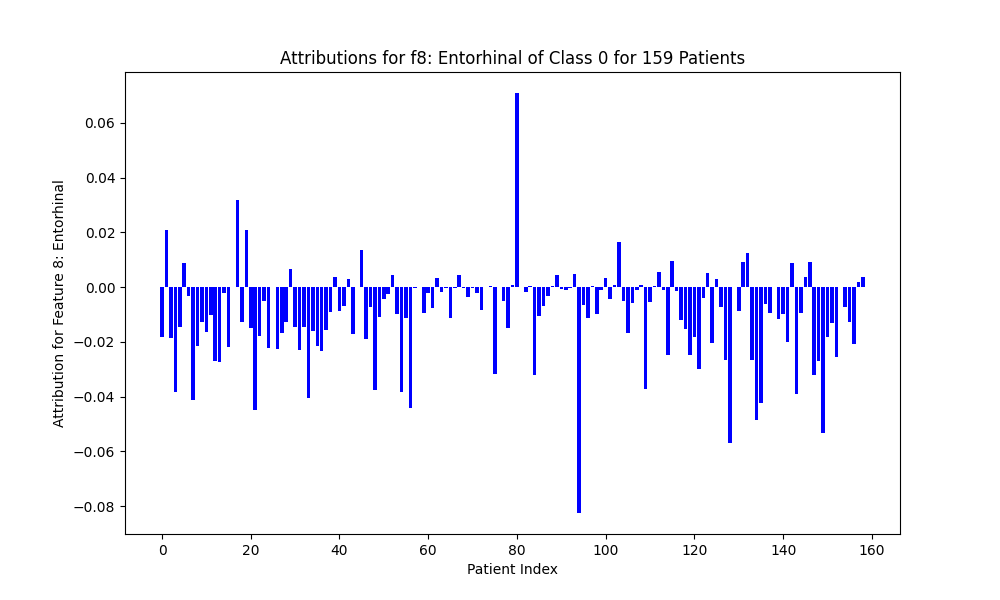 Attributions for f8: Entorhinal of Class 0 for 159 Patients
Attribution for Feature 8: Entorhinal
0.06
0.04
0.02
0.00
−0.02
−0.04
−0.06
−0.08
0 20 40 60 80 100 120 140 160
Patient Index